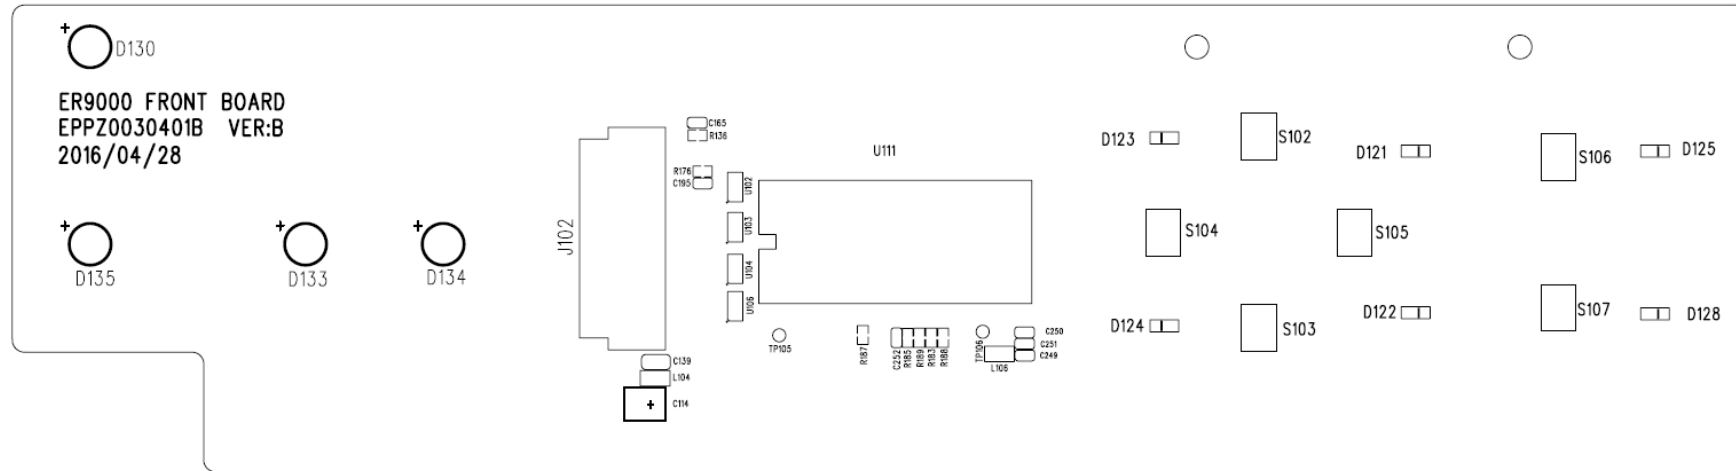 D130
ER9000 FRONT BOARD
EPPZ0030401B VER:B
2016/04/28
D135
D133
D134
J102
C165
R136
R176
C195
U102
U103
U104
U106
U111
TP105
R187
C252
R185
R189
R183
R188
TP106
C250
C251
C249
L106
C139
L104
C114
D123
S102
D121
S106
D125
S104
S105
D124
S103
D122
S107
D128